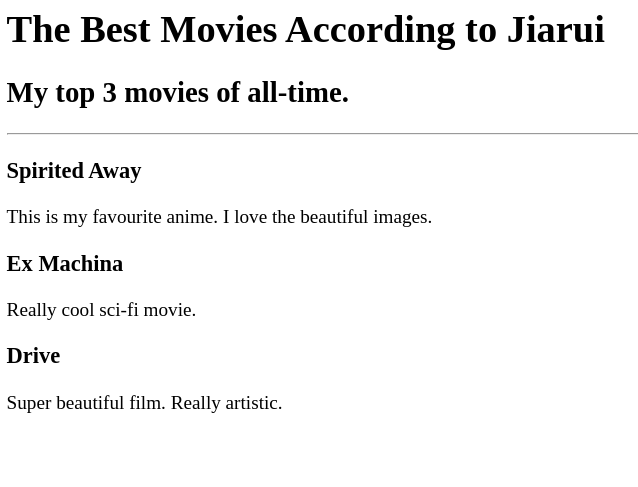 The Best Movies According to Jiarui
My top 3 movies of all-time.
Spirited Away
This is my favourite anime. I love the beautiful images.
Ex Machina
Really cool sci-fi movie.
Drive
Super beautiful film. Really artistic.